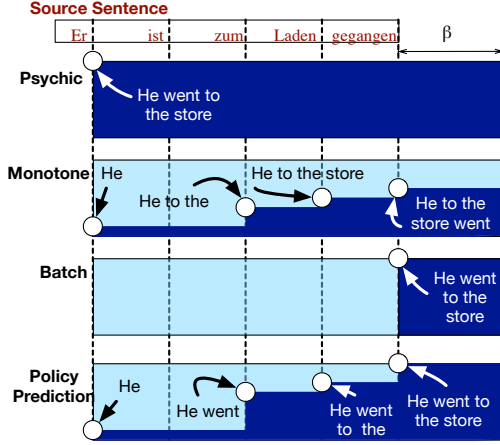 Source Sentence
Er ist zum Laden gegangen β
Psychic
He went to
the store
Monotone
He
He to the
He to the store
He to the
store went
Batch
He went
to the
store
Policy
Prediction
He
He went
He went
to the
He went to
the store